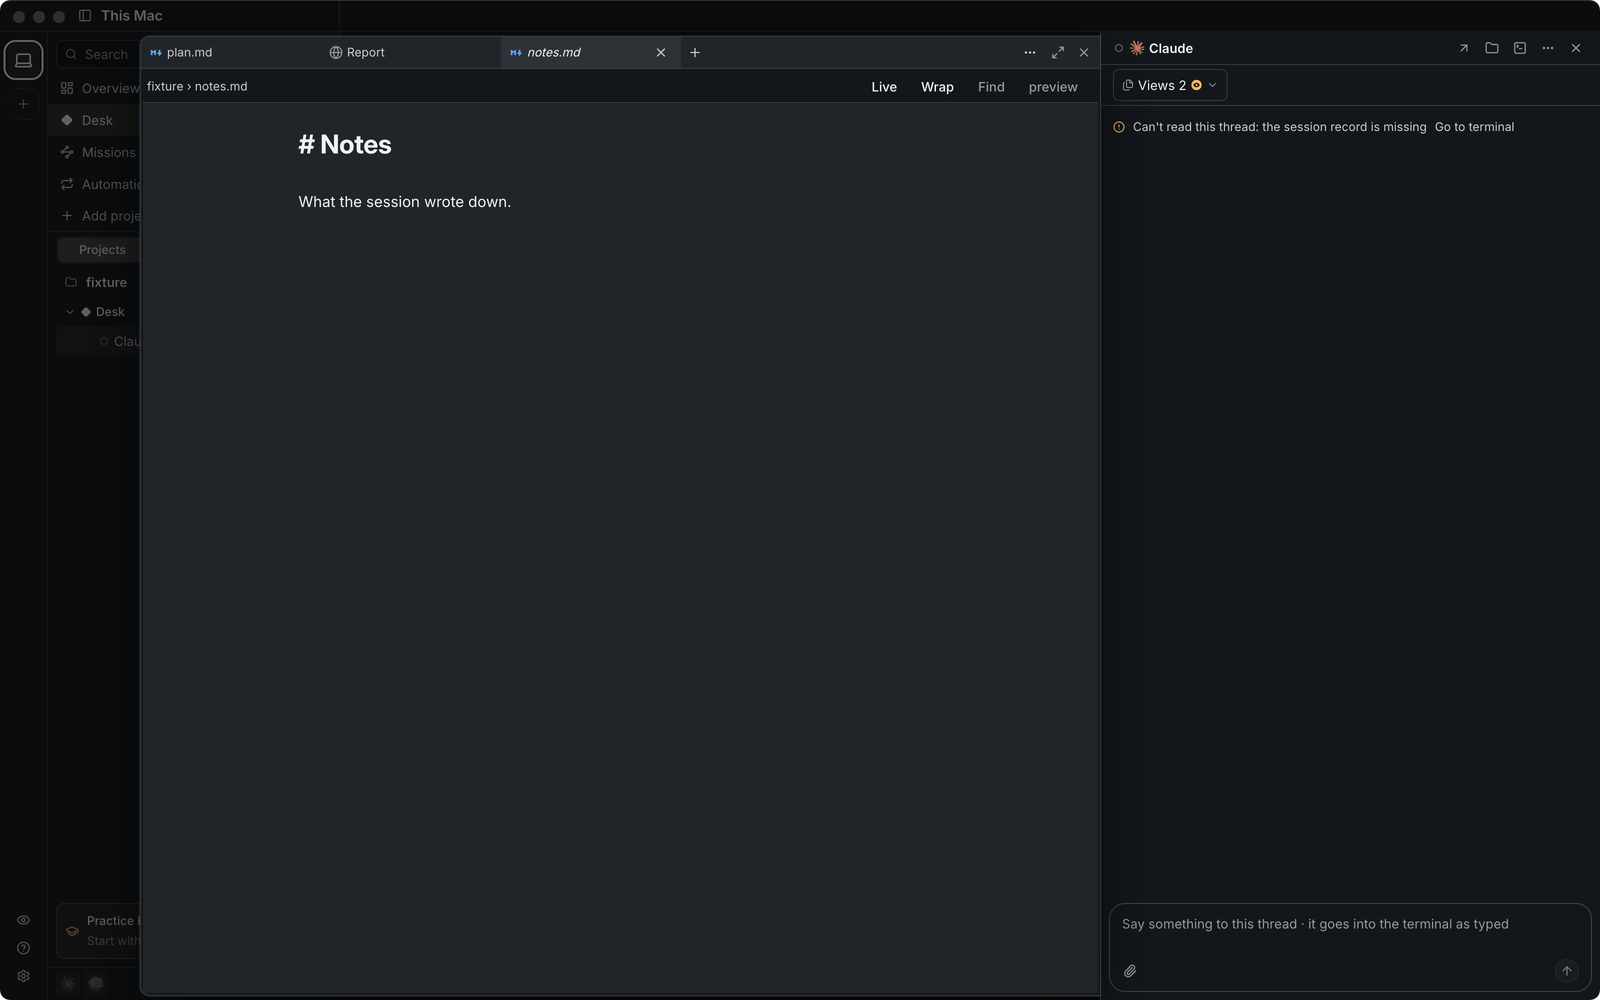 This Mac
Search
Overview
Desk
Missions
Automatic
Add proje
Projects
fixture
Desk
Clau
Practice
Start with
plan.md
Report
notes.md
fixture › notes.md
Live Wrap Find preview
# Notes
What the session wrote down.
Claude
Views 2
Can't read this thread: the session record is missing Go to terminal
Say something to this thread · it goes into the terminal as typed